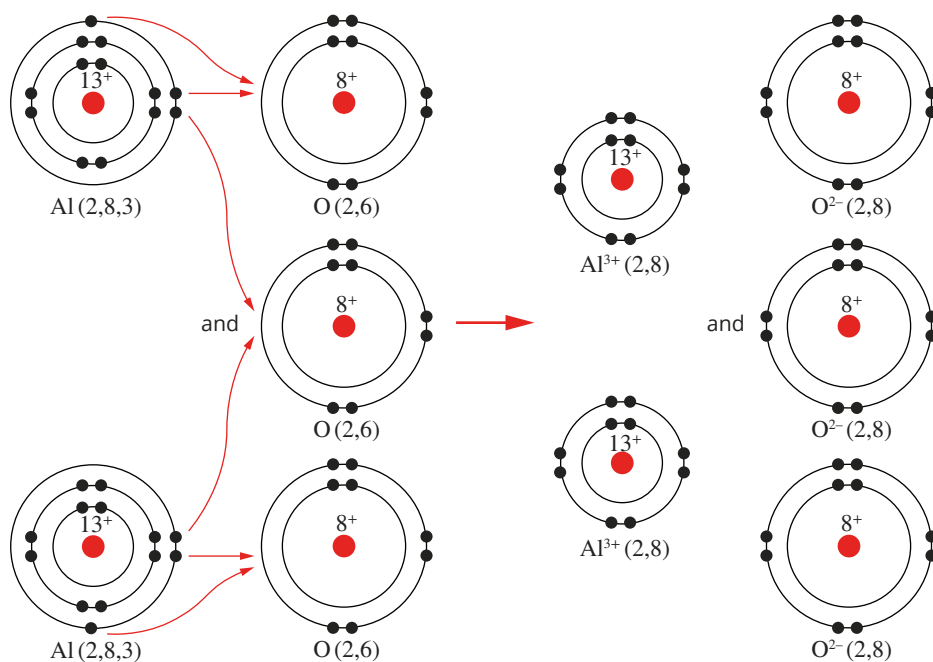 13⁺
8⁺
8⁺
13⁺
Al (2,8,3)
O (2,6)
O²⁻ (2,8)
Al³⁺ (2,8)
and
8⁺
and
8⁺
O (2,6)
O²⁻ (2,8)
13⁺
13⁺
8⁺
8⁺
Al³⁺ (2,8)
Al (2,8,3)
O (2,6)
O²⁻ (2,8)